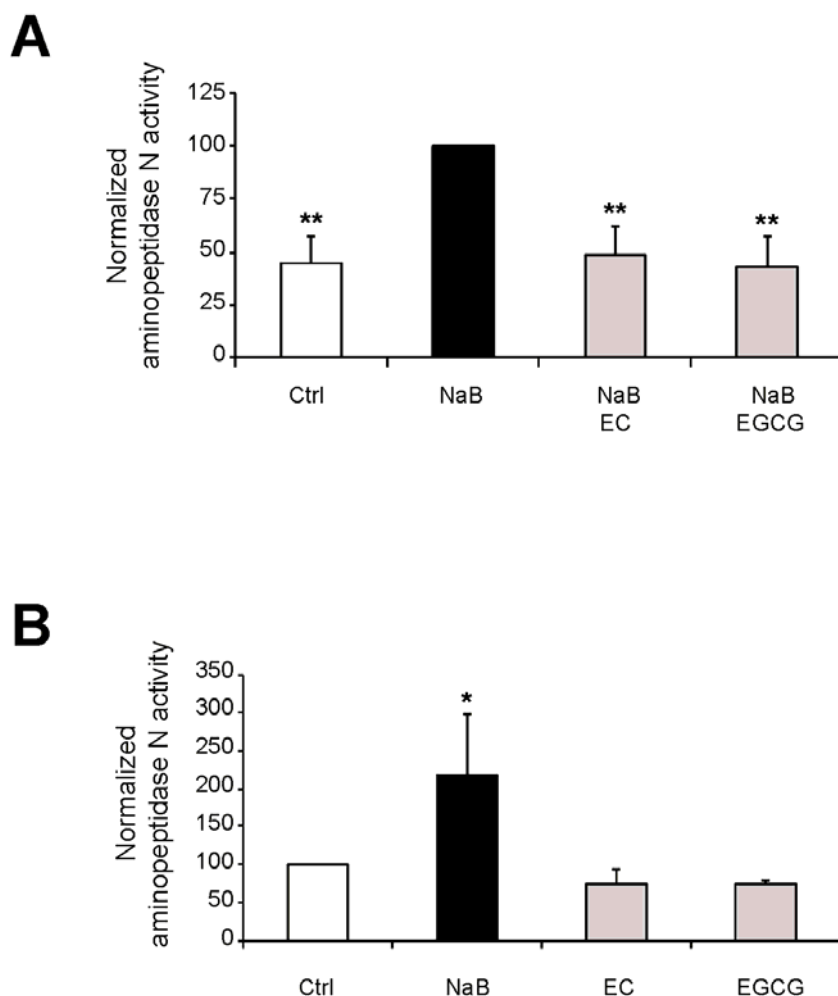 A
Normalized
aminopeptidase N activity
125
100
75
50
25
0
**
**
**
Ctrl
NaB
NaB
EC
NaB
EGCG
B
Normalized
aminopeptidase N activity
350
300
250
200
150
100
50
0
*
Ctrl
NaB
EC
EGCG